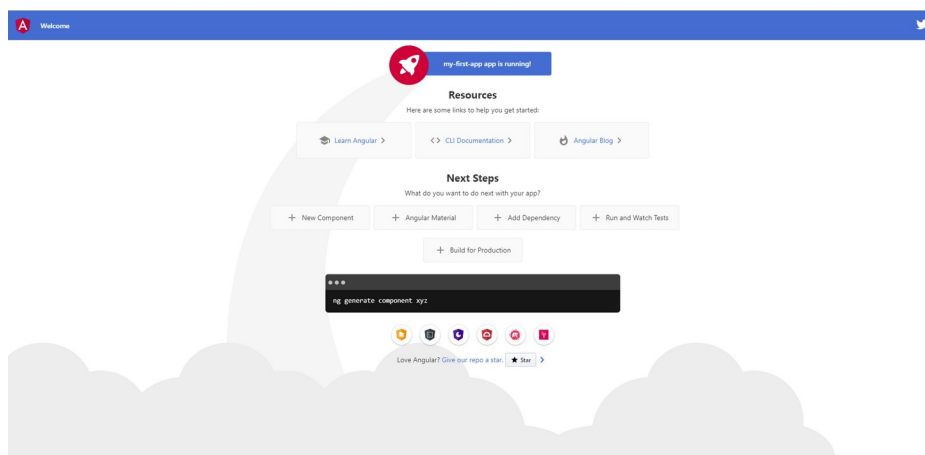 Welcome
my-first-app app is running!
Resources
Here are some links to help you get started:
Learn Angular
CLI Documentation
Angular Blog
Next Steps
What do you want to do next with your app?
New Component
Angular Material
Add Dependency
Run and Watch Tests
Build for Production
ng generate component xyz
Love Angular? Give our repo a star. Star